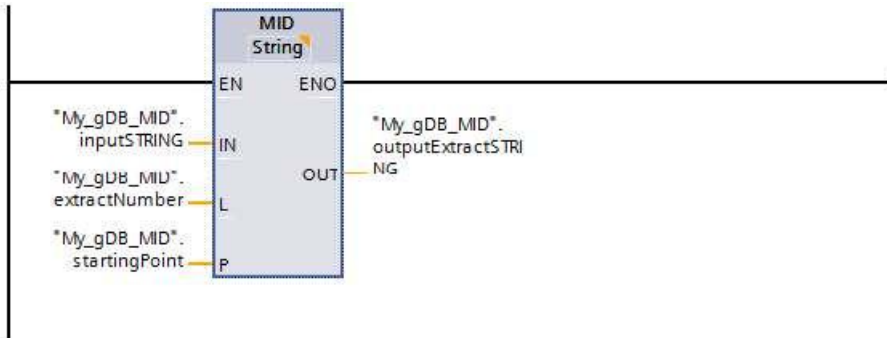 MID
String
EN ENO
"My_gDB_MID".
inputSTRING
IN
"My_gDB_MID".
outputExtractSTRI
NG
OUT
"My_gDB_MID".
extractNumber
L
"My_gDB_MID".
startingPoint
P